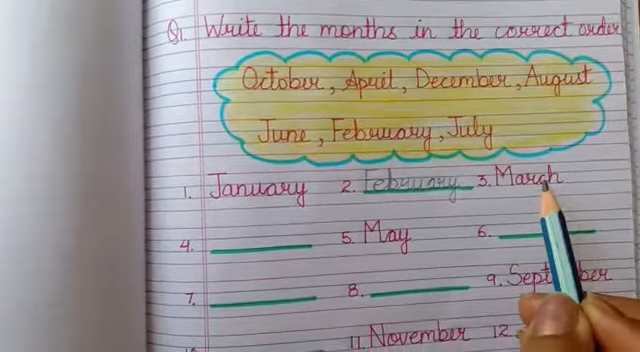 Q1. Write the months in the correct order
October, April, December, August
June, February, July
1. January 2. February 3. March
4. 5. May 6.
7. 8. 9. September
11. November 12.